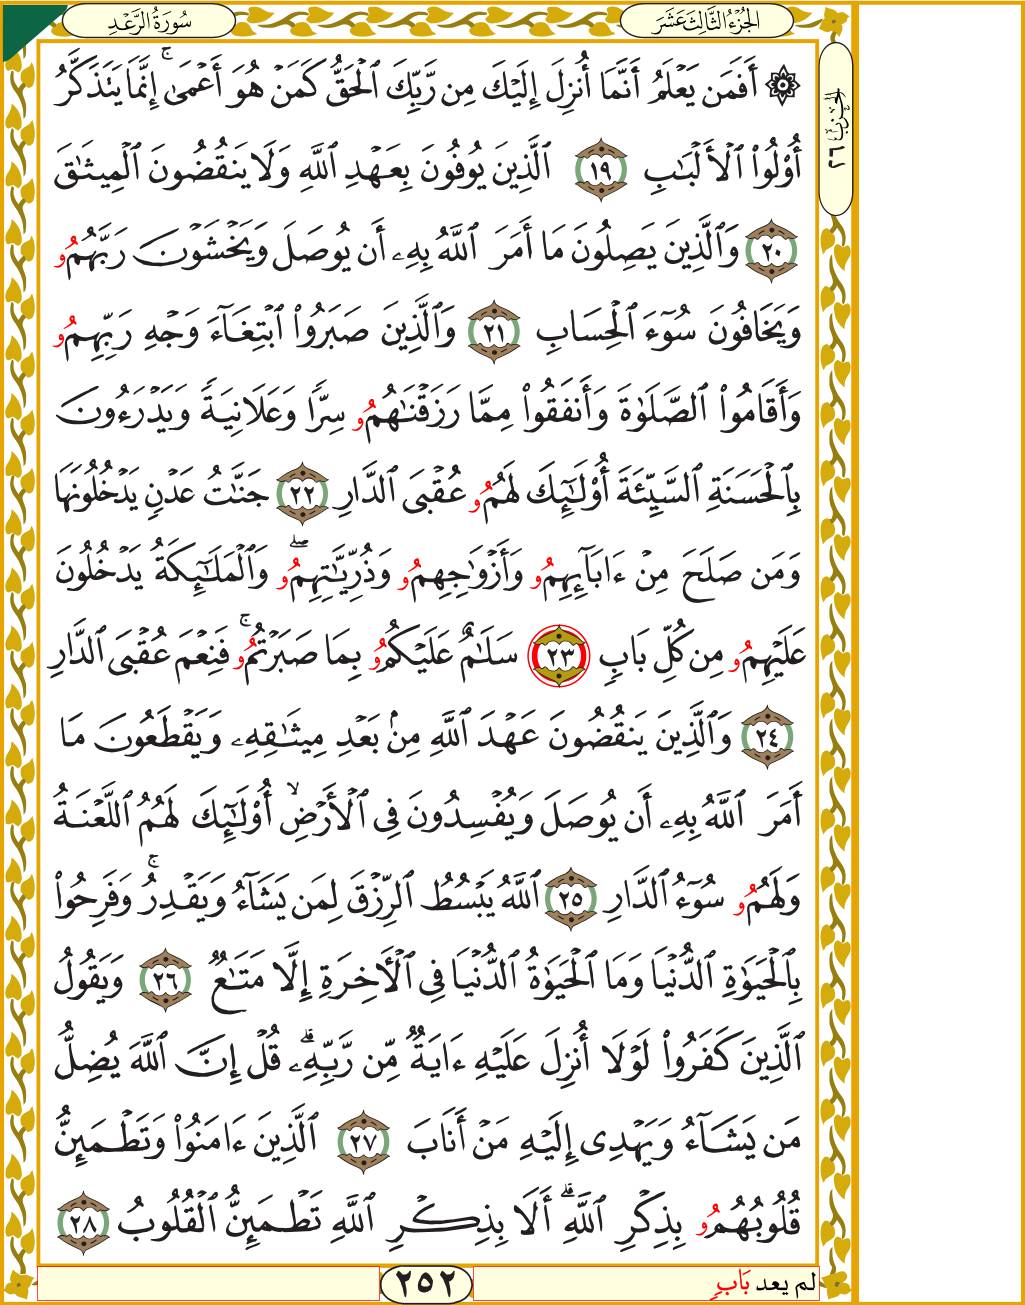 الجُزْءُ الثَّالِثَ عَشَرَ
سُورَةُ الرَّعْدِ
الحزب ٢٦
۞ أَفَمَن يَعْلَمُ أَنَّمَآ أُنزِلَ إِلَيْكَ مِن رَّبِّكَ ٱلْحَقُّ كَمَنْ هُوَ أَعْمَىٰٓ ۚ إِنَّمَا يَتَذَكَّرُ
أُو۟لُوا۟ ٱلْأَلْبَـٰبِ ١٩ ٱلَّذِينَ يُوفُونَ بِعَهْدِ ٱللَّهِ وَلَا يَنقُضُونَ ٱلْمِيثَـٰقَ
٢٠ وَٱلَّذِينَ يَصِلُونَ مَآ أَمَرَ ٱللَّهُ بِهِۦٓ أَن يُوصَلَ وَيَخْشَوْنَ رَبَّهُمُو
وَيَخَافُونَ سُوٓءَ ٱلْحِسَابِ ٢١ وَٱلَّذِينَ صَبَرُوا۟ ٱبْتِغَآءَ وَجْهِ رَبِّهِمُو
وَأَقَامُوا۟ ٱلصَّلَوٰةَ وَأَنفَقُوا۟ مِمَّا رَزَقْنَـٰهُمُو سِرًّا وَعَلَانِيَةً وَيَدْرَءُونَ
بِٱلْحَسَنَةِ ٱلسَّيِّئَةَ أُو۟لَـٰٓئِكَ لَهُمُو عُقْبَى ٱلدَّارِ ٢٢ جَنَّـٰتُ عَدْنٍ يَدْخُلُونَهَا
وَمَن صَلَحَ مِنْ ءَابَآئِهِمُو وَأَزْوَٰجِهِمُو وَذُرِّيَّـٰتِهِمُو ۖ وَٱلْمَلَـٰٓئِكَةُ يَدْخُلُونَ
عَلَيْهِمُو مِن كُلِّ بَابٍ ٢٣ سَلَـٰمٌ عَلَيْكُمُو بِمَا صَبَرْتُمُو ۚ فَنِعْمَ عُقْبَى ٱلدَّارِ
٢٤ وَٱلَّذِينَ يَنقُضُونَ عَهْدَ ٱللَّهِ مِنۢ بَعْدِ مِيثَـٰقِهِۦ وَيَقْطَعُونَ مَآ
أَمَرَ ٱللَّهُ بِهِۦٓ أَن يُوصَلَ وَيُفْسِدُونَ فِى ٱلْأَرْضِ ۙ أُو۟لَـٰٓئِكَ لَهُمُ ٱللَّعْنَةُ
وَلَهُمُو سُوٓءُ ٱلدَّارِ ٢٥ ٱللَّهُ يَبْسُطُ ٱلرِّزْقَ لِمَن يَشَآءُ وَيَقْدِرُ ۚ وَفَرِحُوا۟
بِٱلْحَيَوٰةِ ٱلدُّنْيَا وَمَا ٱلْحَيَوٰةُ ٱلدُّنْيَا فِى ٱلْـَٔاخِرَةِ إِلَّا مَتَـٰعٌ ٢٦ وَيَقُولُ
ٱلَّذِينَ كَفَرُوا۟ لَوْلَآ أُنزِلَ عَلَيْهِ ءَايَةٌ مِّن رَّبِّهِۦ ۗ قُلْ إِنَّ ٱللَّهَ يُضِلُّ
مَن يَشَآءُ وَيَهْدِىٓ إِلَيْهِ مَنْ أَنَابَ ٢٧ ٱلَّذِينَ ءَامَنُوا۟ وَتَطْمَئِنُّ
قُلُوبُهُمُو بِذِكْرِ ٱللَّهِ ۗ أَلَا بِذِكْرِ ٱللَّهِ تَطْمَئِنُّ ٱلْقُلُوبُ ٢٨
لم يعد بَابٍ
٢٥٢